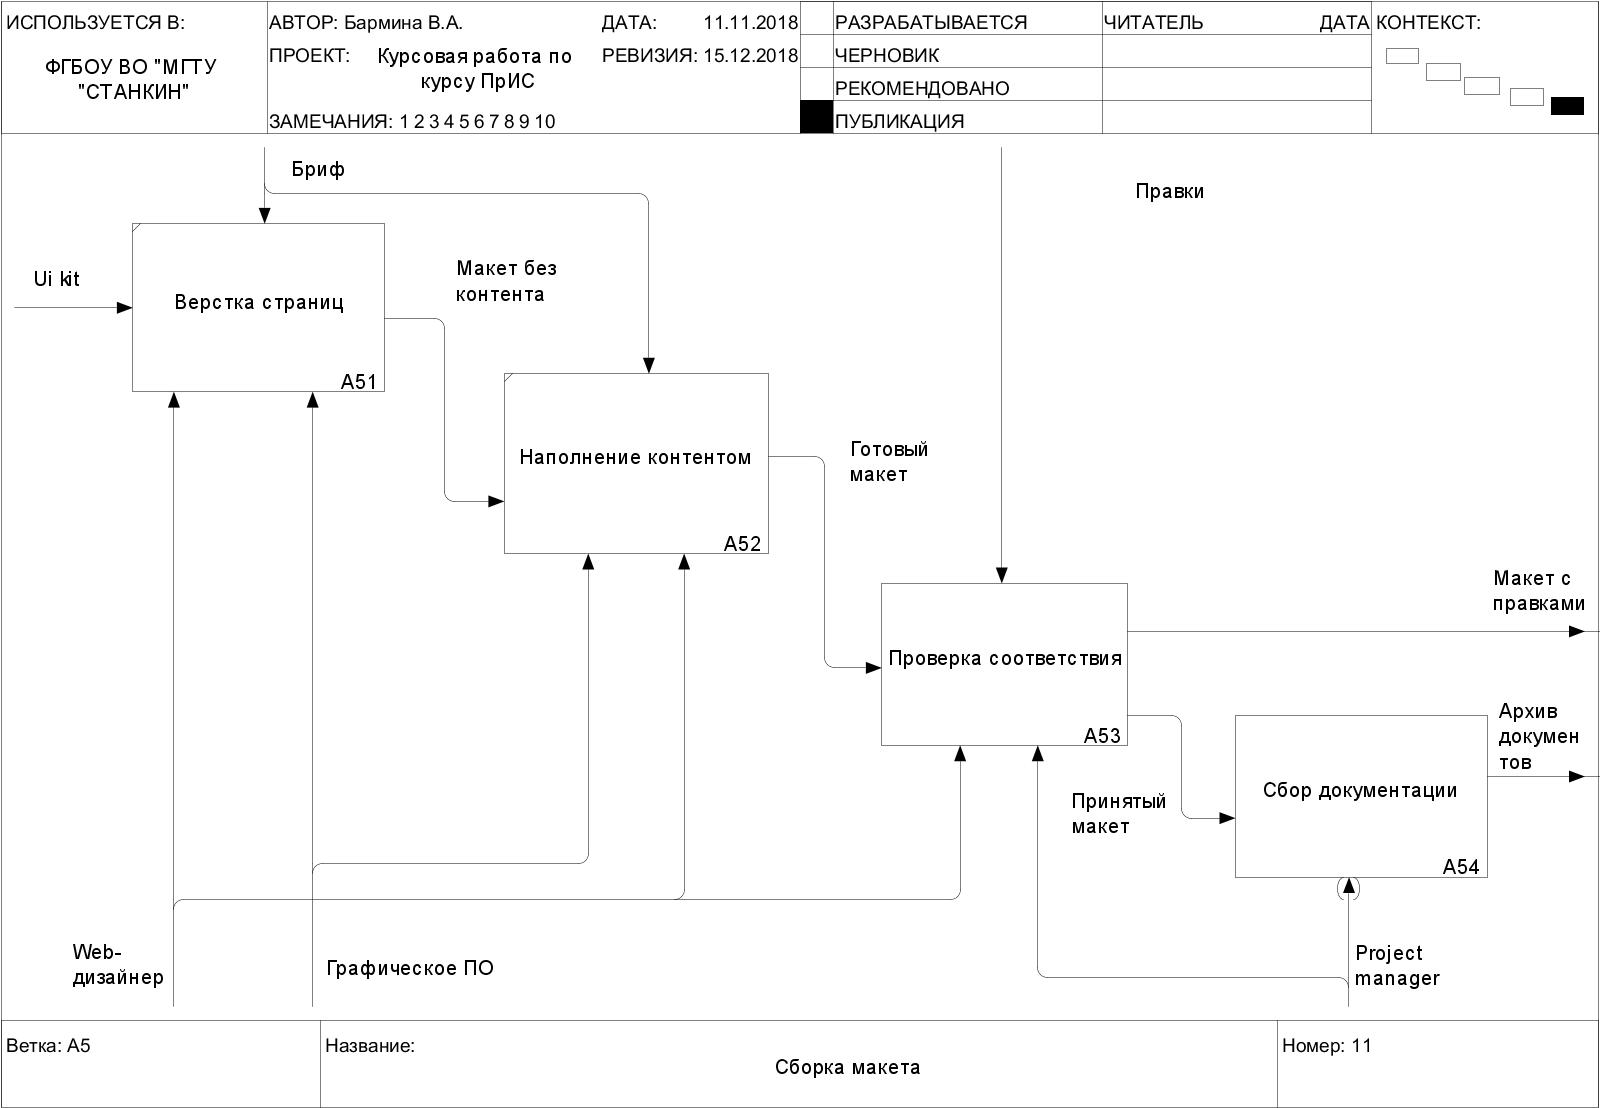 ИСПОЛЬЗУЕТСЯ В:
ФГБОУ ВО "МГТУ
"СТАНКИН"
АВТОР: Бармина В.А.
ДАТА: 11.11.2018
ПРОЕКТ: Курсовая работа по
курсу ПрИС
РЕВИЗИЯ: 15.12.2018
ЗАМЕЧАНИЯ: 1 2 3 4 5 6 7 8 9 10
РАЗРАБАТЫВАЕТСЯ
ЧЕРНОВИК
РЕКОМЕНДОВАНО
ПУБЛИКАЦИЯ
ЧИТАТЕЛЬ
ДАТА
КОНТЕКСТ:
Бриф
Правки
Ui kit
Верстка страниц
A51
Макет без
контента
Наполнение контентом
A52
Готовый
макет
Проверка соответствия
A53
Макет с
правками
Принятый
макет
Сбор документации
A54
Архив
докумен
тов
Web-
дизайнер
Графическое ПО
Project
manager
Ветка: A5
Название:
Сборка макета
Номер: 11